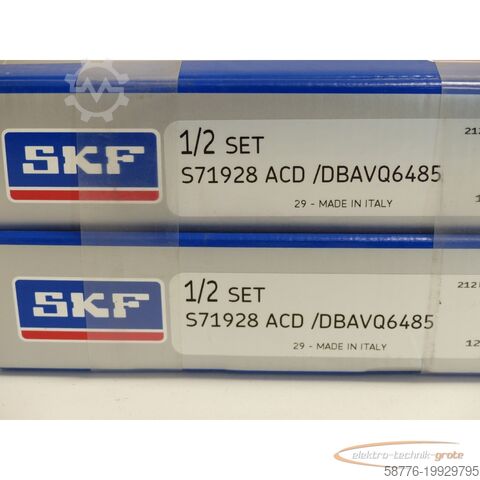 1/2 SET
SKF
S71928 ACD /DBAVQ6485
29 - MADE IN ITALY
1/2 SET
SKF
S71928 ACD /DBAVQ6485
29 - MADE IN ITALY
elektro-technik-grote
58776-19929795